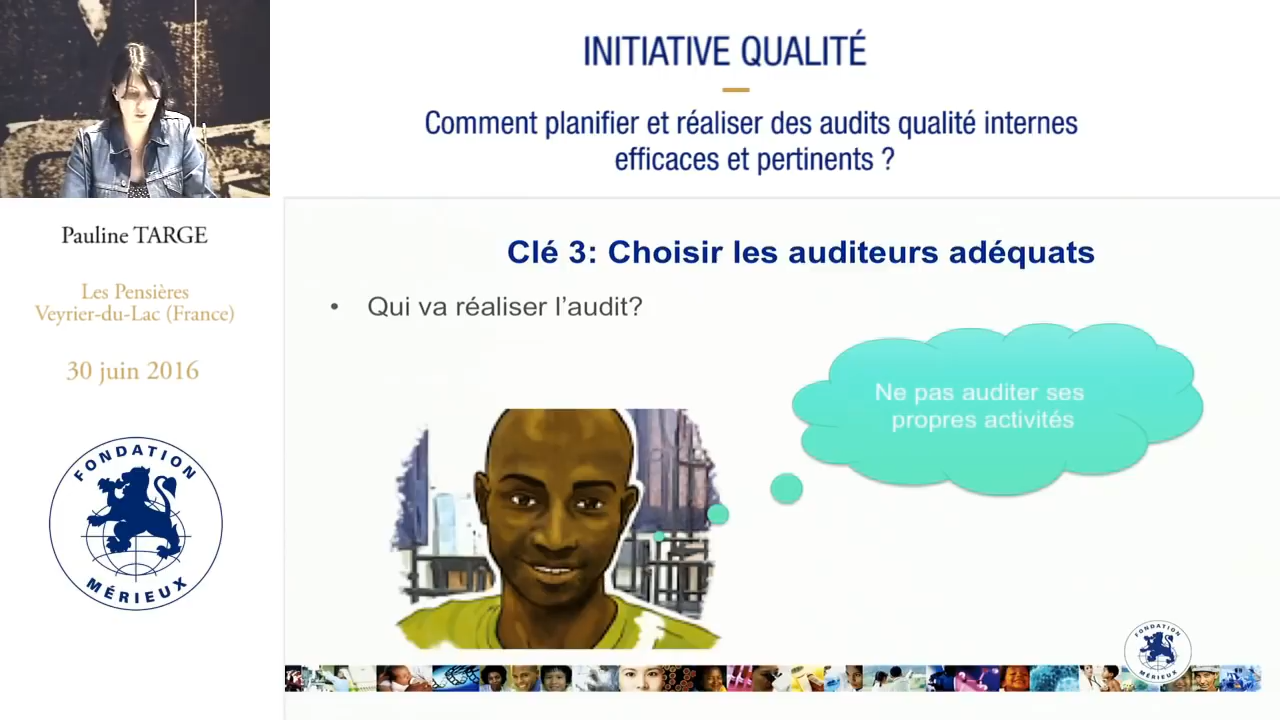 INITIATIVE QUALITÉ
Comment planifier et réaliser des audits qualité internes
efficaces et pertinents ?
Pauline TARGE
Les Pensières
Veyrier-du-Lac (France)
30 juin 2016
FONDATION
MÉRIEUX
Clé 3: Choisir les auditeurs adéquats
• Qui va réaliser l’audit?
Ne pas auditer ses
propres activités
FONDATION
MÉRIEUX